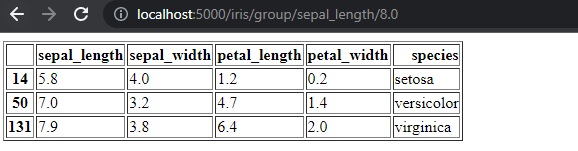 localhost:5000/iris/group/sepal_length/8.0
sepal_length sepal_width petal_length petal_width species
14 5.8 4.0 1.2 0.2 setosa
50 7.0 3.2 4.7 1.4 versicolor
131 7.9 3.8 6.4 2.0 virginica